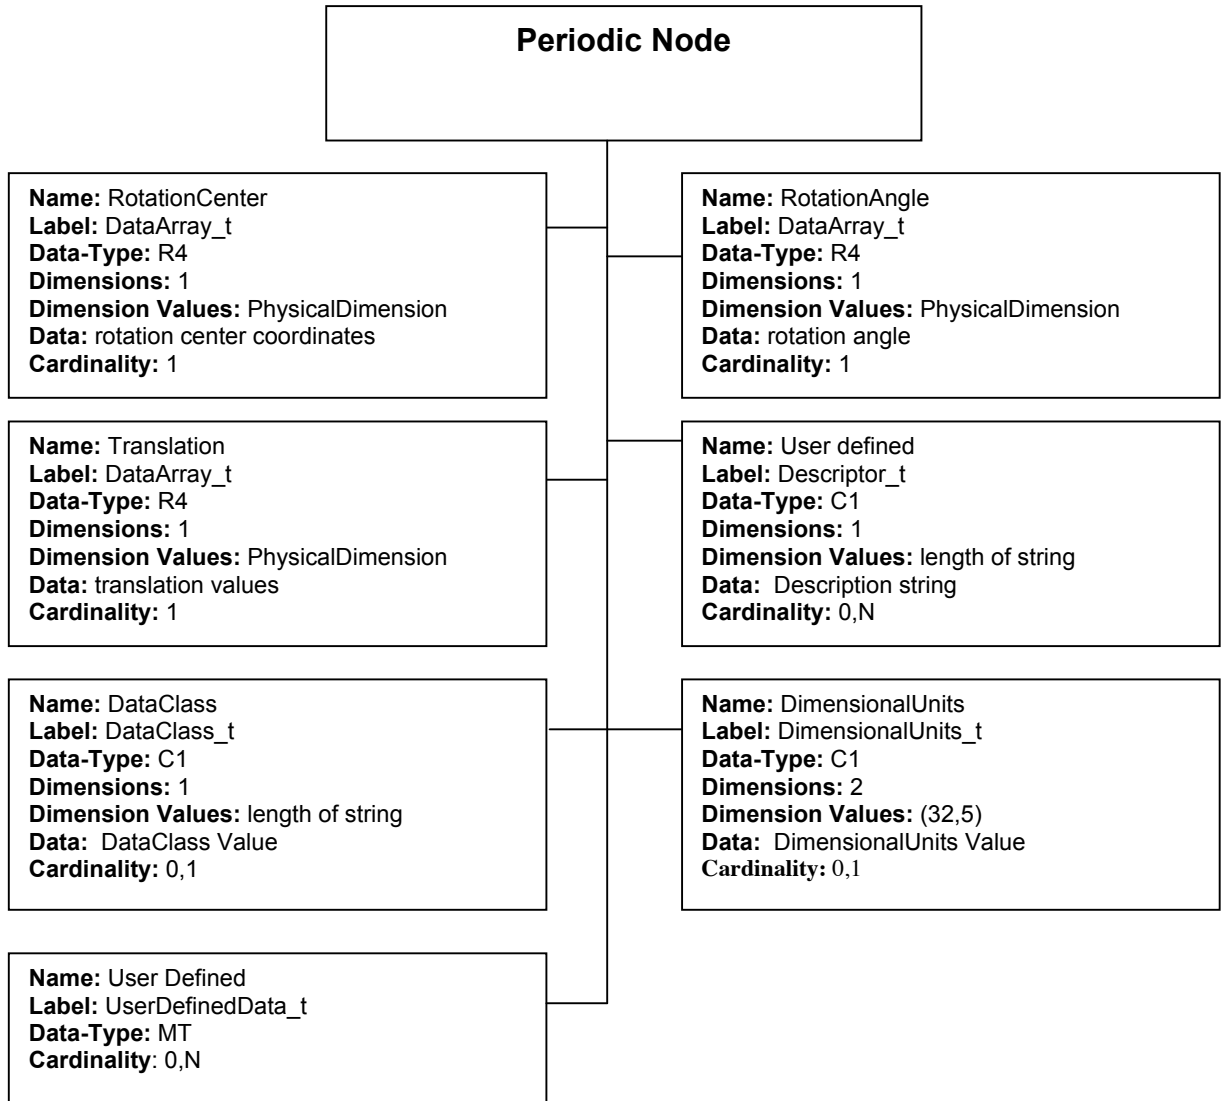 Periodic Node
Name: RotationCenter
Label: DataArray_t
Data-Type: R4
Dimensions: 1
Dimension Values: PhysicalDimension
Data: rotation center coordinates
Cardinality: 1
Name: RotationAngle
Label: DataArray_t
Data-Type: R4
Dimensions: 1
Dimension Values: PhysicalDimension
Data: rotation angle
Cardinality: 1
Name: Translation
Label: DataArray_t
Data-Type: R4
Dimensions: 1
Dimension Values: PhysicalDimension
Data: translation values
Cardinality: 1
Name: User defined
Label: Descriptor_t
Data-Type: C1
Dimensions: 1
Dimension Values: length of string
Data:  Description string
Cardinality: 0,N
Name: DataClass
Label: DataClass_t
Data-Type: C1
Dimensions: 1
Dimension Values: length of string
Data:  DataClass Value
Cardinality: 0,1
Name: DimensionalUnits
Label: DimensionalUnits_t
Data-Type: C1
Dimensions: 2
Dimension Values: (32,5)
Data:  DimensionalUnits Value
Cardinality: 0,1
Name: User Defined
Label: UserDefinedData_t
Data-Type: MT
Cardinality: 0,N